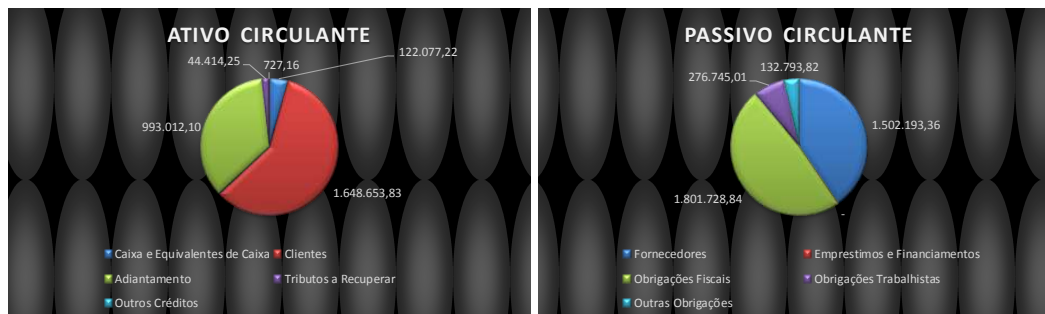 ATIVO CIRCULANTE
44.414,25
727,16
122.077,22
993.012,10
1.648.653,83
Caixa e Equivalentes de Caixa
Clientes
Adiantamento
Tributos a Recuperar
Outros Créditos
PASSIVO CIRCULANTE
276.745,01
132.793,82
1.502.193,36
1.801.728,84
-
Fornecedores
Emprestimos e Financiamentos
Obrigações Fiscais
Obrigações Trabalhistas
Outras Obrigações